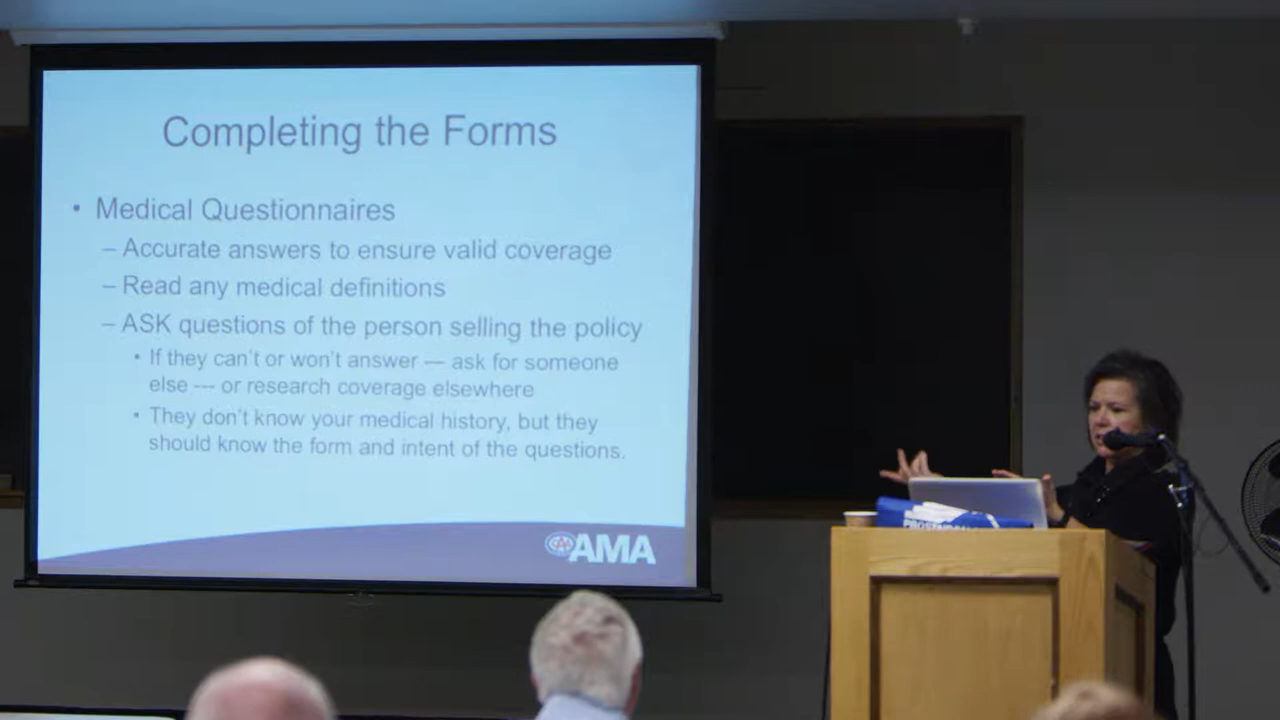 Completing the Forms
• Medical Questionnaires
– Accurate answers to ensure valid coverage
– Read any medical definitions
– ASK questions of the person selling the policy
• If they can't or won't answer — ask for someone
else --- or research coverage elsewhere
• They don't know your medical history, but they
should know the form and intent of the questions.
AMA